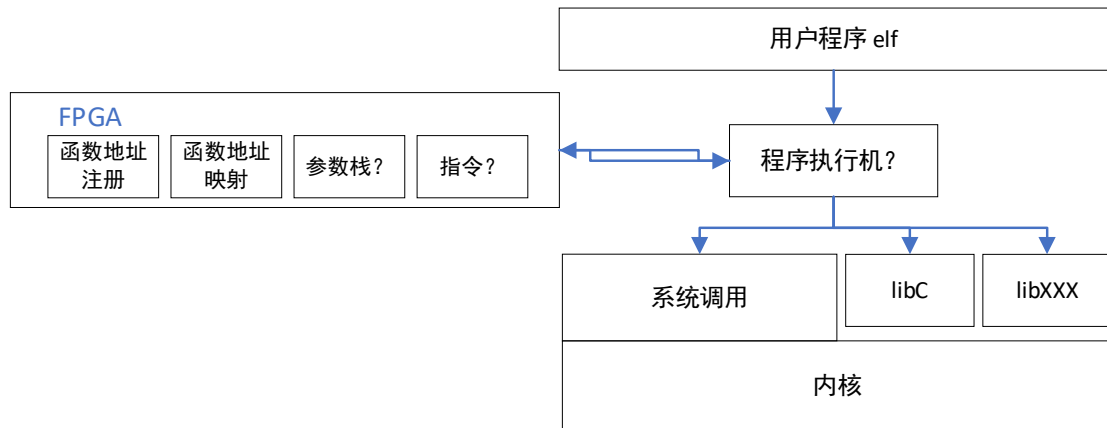 用户程序 elf
FPGA
函数地址
注册
函数地址
映射
参数栈?
指令?
程序执行机?
系统调用
libC
libXXX
内核